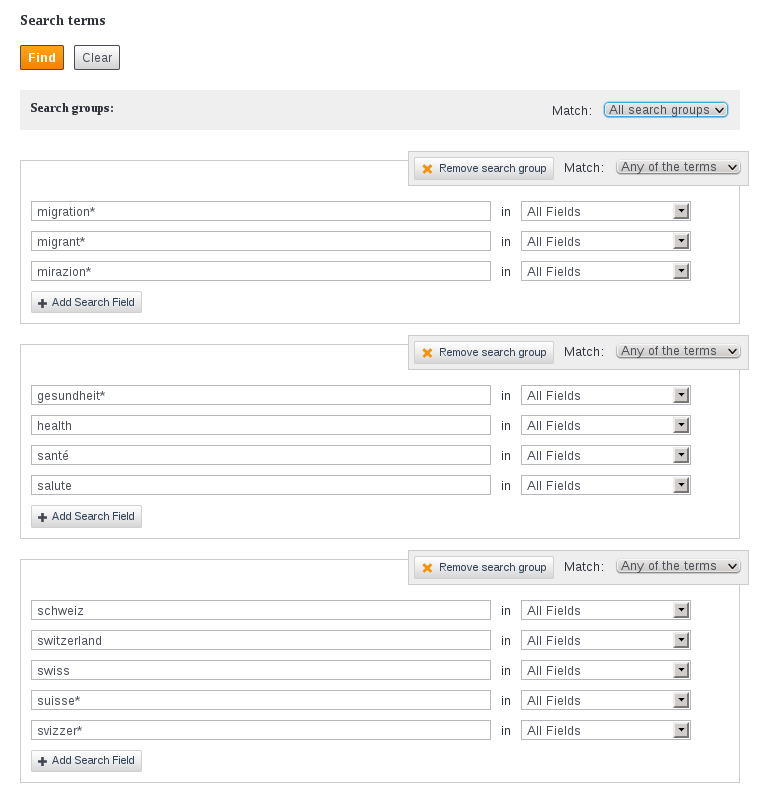 Search terms
Find Clear
Search groups: Match: All search groups
Remove search group Match: Any of the terms
migration* in All Fields
migrant* in All Fields
mirazion* in All Fields
Add Search Field
Remove search group Match: Any of the terms
gesundheit* in All Fields
health in All Fields
santé in All Fields
salute in All Fields
Add Search Field
Remove search group Match: Any of the terms
schweiz in All Fields
switzerland in All Fields
swiss in All Fields
suisse* in All Fields
svizzer* in All Fields
Add Search Field